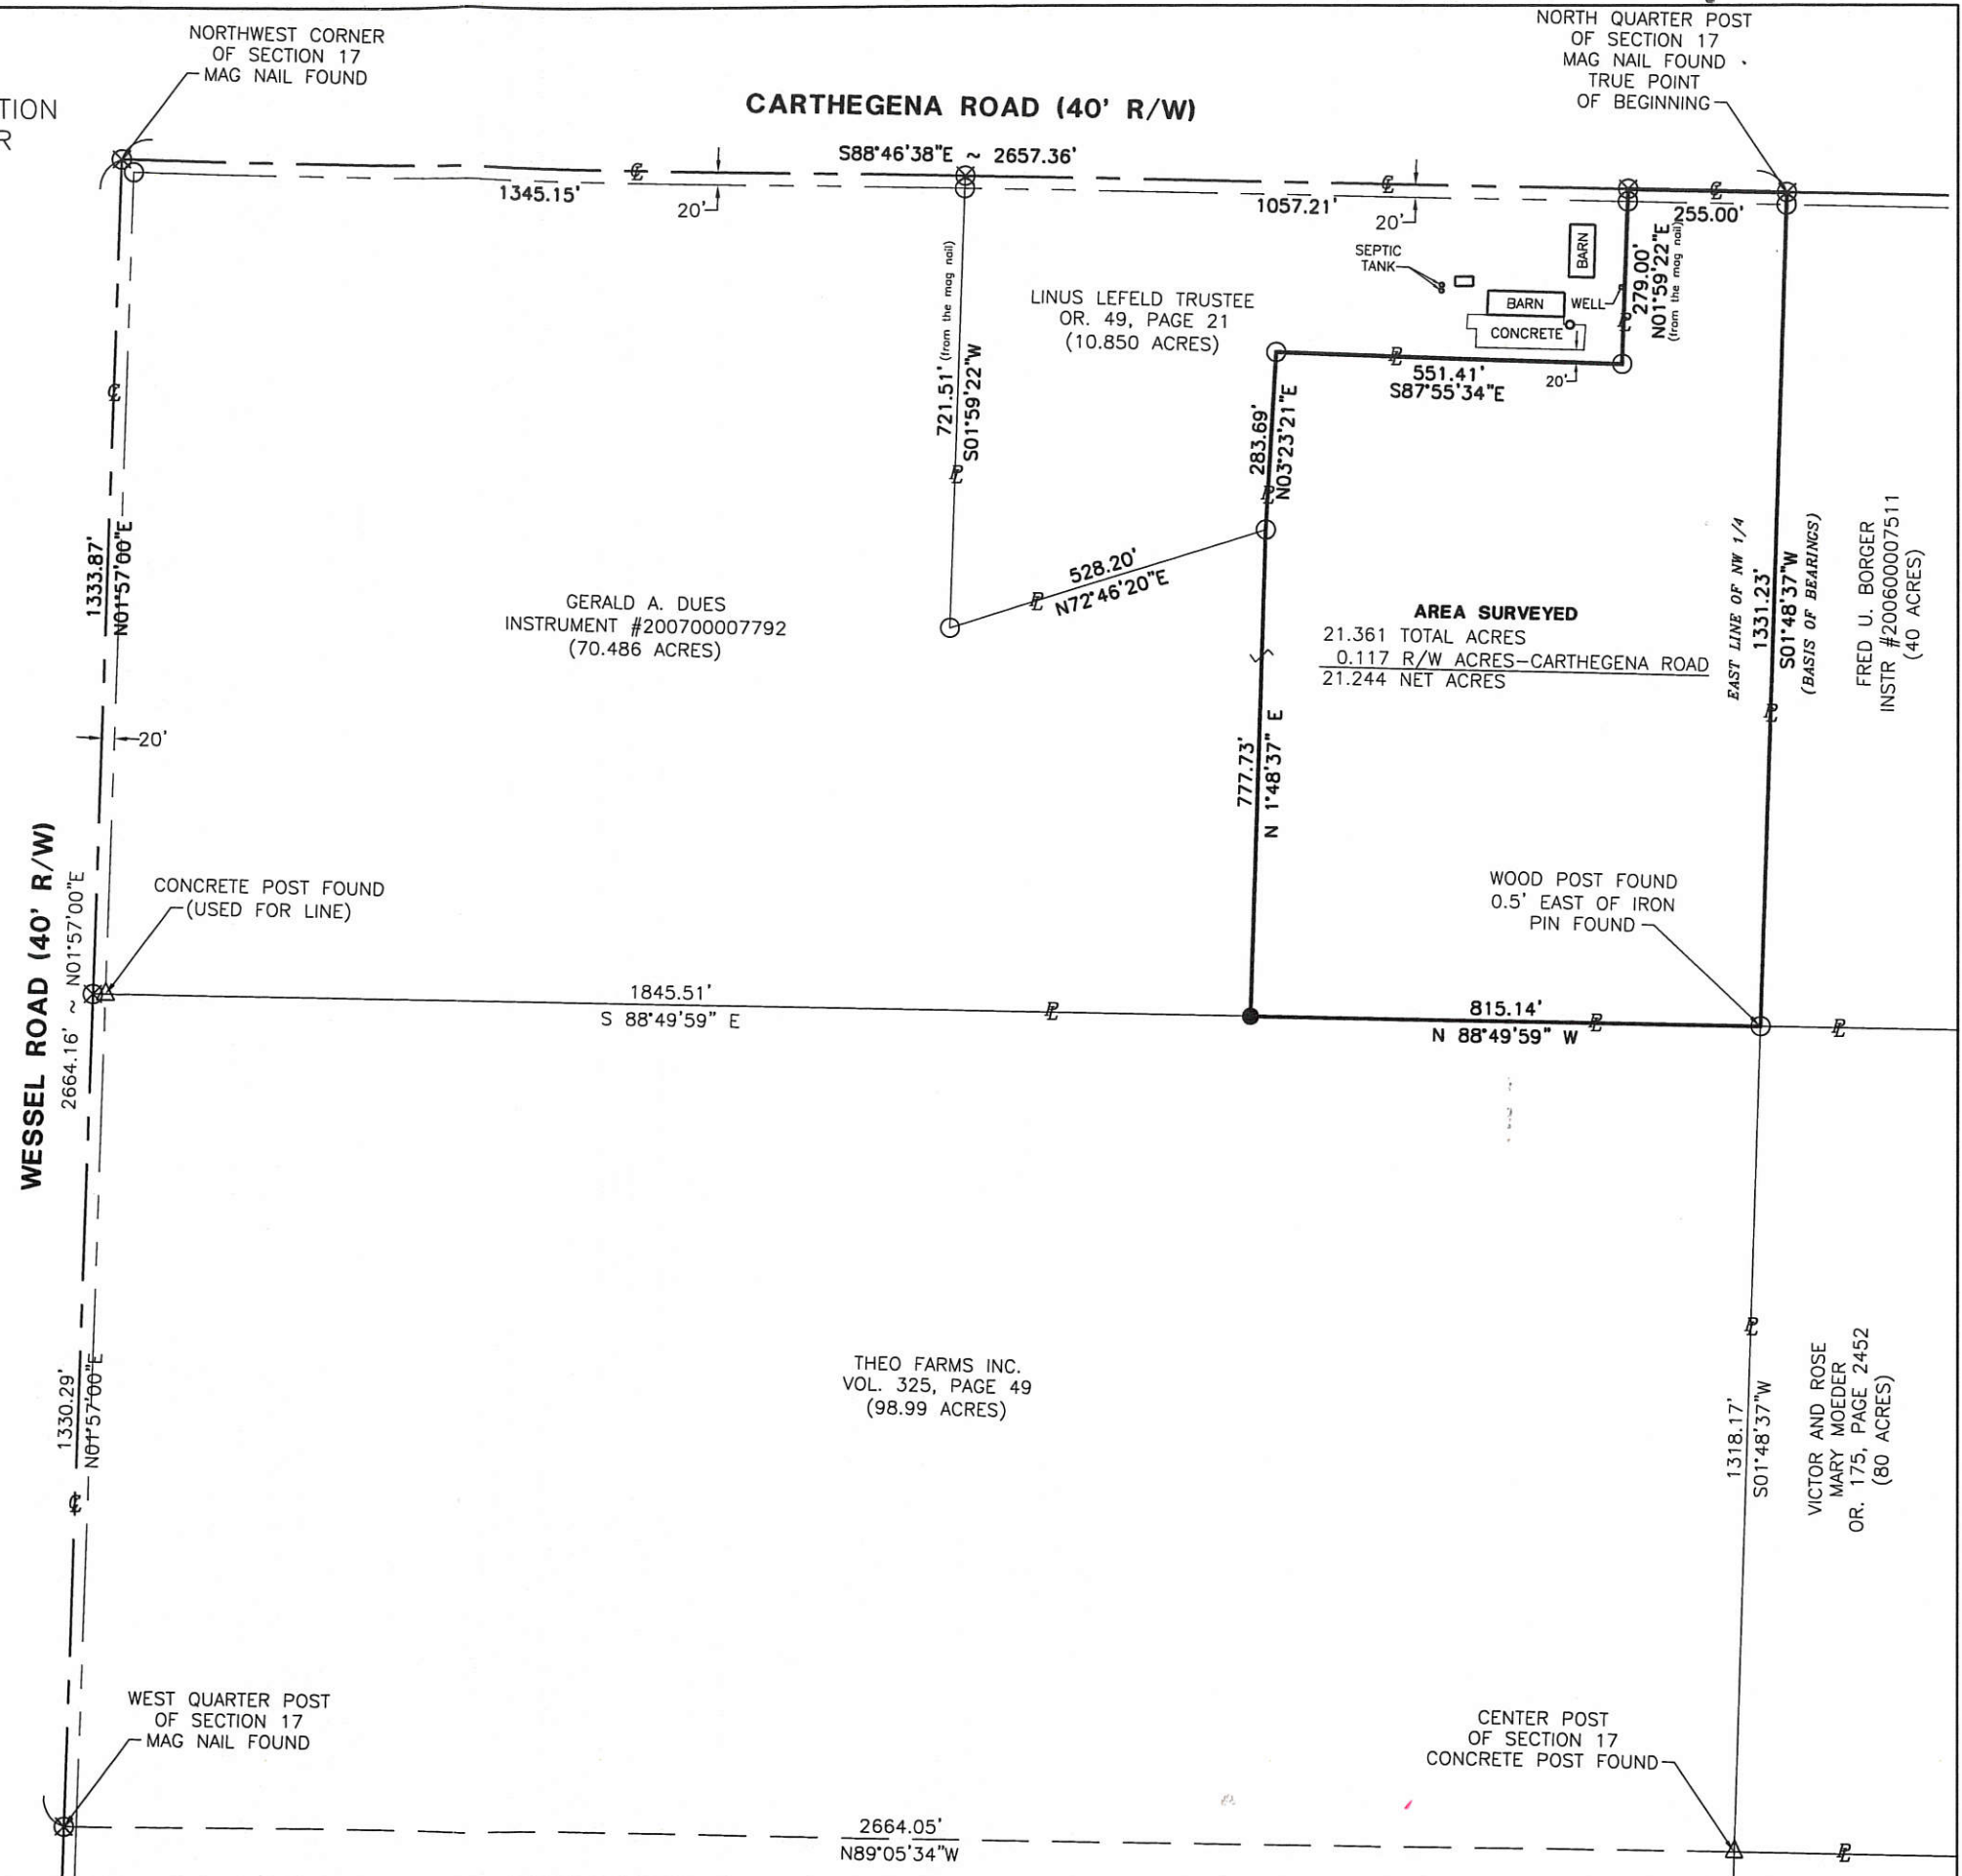 NORTHWEST CORNER
OF SECTION 17
MAG NAIL FOUND
NORTH QUARTER POST
OF SECTION 17
MAG NAIL FOUND
TRUE POINT
OF BEGINNING
TION
R
CARTHEGENA ROAD (40' R/W)
S88°46'38"E ~ 2657.36'
1345.15'
20'
1057.21'
20'
255.00'
721.51' (from the mag nail)
S01°59'22"W
LINUS LEFELD TRUSTEE
OR. 49, PAGE 21
(10.850 ACRES)
SEPTIC
TANK
BARN
BARN
WELL
CONCRETE
279.00'
N01°59'22"E
(from the mag nail)
551.41'
S87°55'34"E
20'
283.69'
N03°23'21"E
1333.87'
N01°57'00"E
528.20'
N72°46'20"E
GERALD A. DUES
INSTRUMENT #200700007792
(70.486 ACRES)
AREA SURVEYED
21.361 TOTAL ACRES
0.117 R/W ACRES-CARTHEGENA ROAD
21.244 NET ACRES
EAST LINE OF NW 1/4
1331.23'
S01°48'37"W
(BASIS OF BEARINGS)
FRED U. BORGER
INSTR #200600007511
(40 ACRES)
20'
777.73'
N 1°48'37" E
WESSEL ROAD (40' R/W)
2664.16' ~ N01°57'00"E
CONCRETE POST FOUND
(USED FOR LINE)
WOOD POST FOUND
0.5' EAST OF IRON
PIN FOUND
1845.51'
S 88°49'59" E
815.14'
N 88°49'59" W
1330.29'
N01°57'00"E
THEO FARMS INC.
VOL. 325, PAGE 49
(98.99 ACRES)
1318.17'
S01°48'37"W
VICTOR AND ROSE
MARY MOEDER
OR. 175, PAGE 2452
(80 ACRES)
WEST QUARTER POST
OF SECTION 17
MAG NAIL FOUND
CENTER POST
OF SECTION 17
CONCRETE POST FOUND
2664.05'
N89°05'34"W